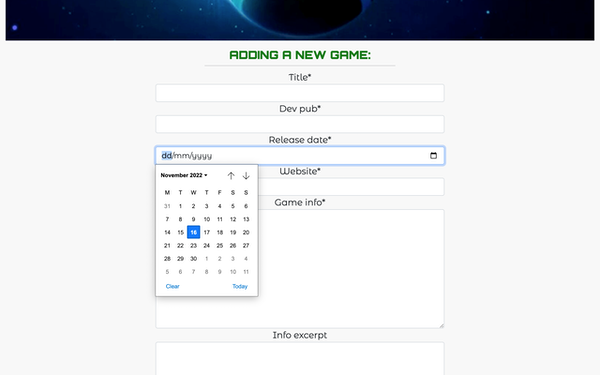 ADDING A NEW GAME:
Title*
Dev pub*
Release date*
dd/mm/yyyy
Website*
November 2022
M T W T F S S
31 1 2 3 4 5 6
7 8 9 10 11 12 13
14 15 16 17 18 19 20
21 22 23 24 25 26 27
28 29 30 1 2 3 4
5 6 7 8 9 10 11
Clear Today
Game info*
Info excerpt